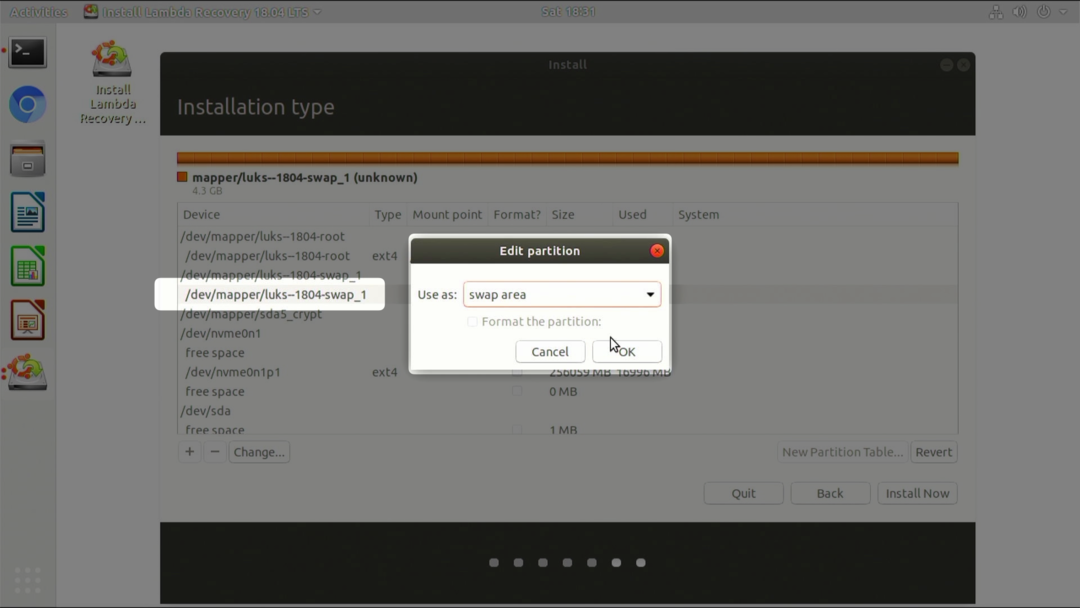 Activities Install Lambda Recovery 18.04 LTS Sat 18:31
Install
Lambda
Recovery ...
Install
Installation type
mapper/luks--1804-swap_1 (unknown)
4.3 GB
Device Type Mount point Format? Size Used System
/dev/mapper/luks--1804-root
/dev/mapper/luks--1804-root ext4
/dev/mapper/luks--1804-swap_1
/dev/mapper/luks--1804-swap_1
/dev/mapper/sda5_crypt
/dev/nvme0n1
free space
/dev/nvme0n1p1 ext4 256059 MB 16996 MB
free space 0 MB
/dev/sda
free space 1 MB
Edit partition
Use as: swap area
Format the partition:
Cancel OK
+ − Change... New Partition Table... Revert
Quit Back Install Now